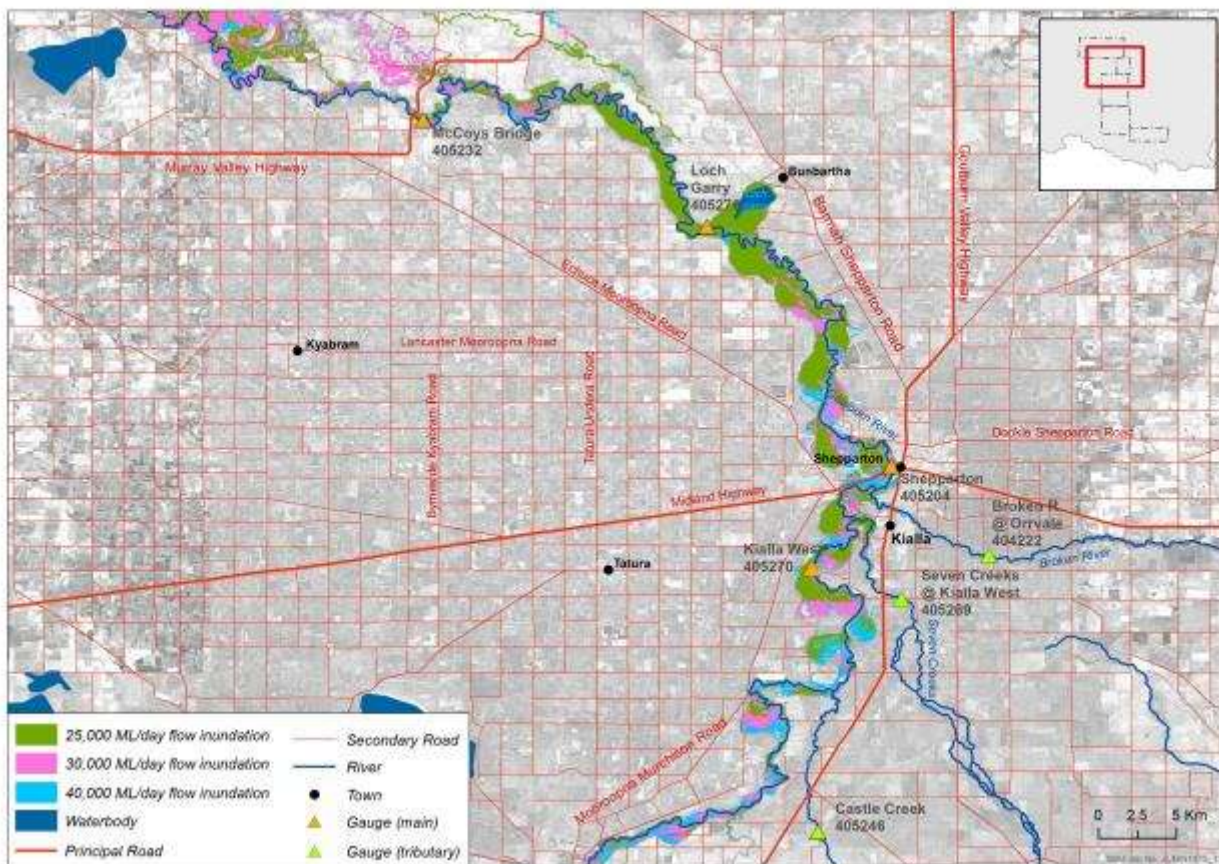 McCoys Bridge
405232
Murray Valley Highway
Loch
Garry
Bunbartha
Barmah Shepparton Road
Goulburn Valley Highway
Echuca Mooroopna Road
Kyabram
Lancaster Mooroopna Road
Tatura Undera Road
River
Dookie Shepparton Road
Shepparton
Shepparton
405204
Midland Highway
Broken R
@ Orrvale
404222
Kialla
Broken River
Kialla West
405270
Tatura
Seven Creeks
@ Kialla West
405269
Seven Creeks
Mooroopna Murchison Road
Castle Creek
405246
25,000 ML/day flow inundation
30,000 ML/day flow inundation
40,000 ML/day flow inundation
Waterbody
Principal Road
Secondary Road
River
Town
Gauge (main)
Gauge (tributary)
0 2.5 5 Km